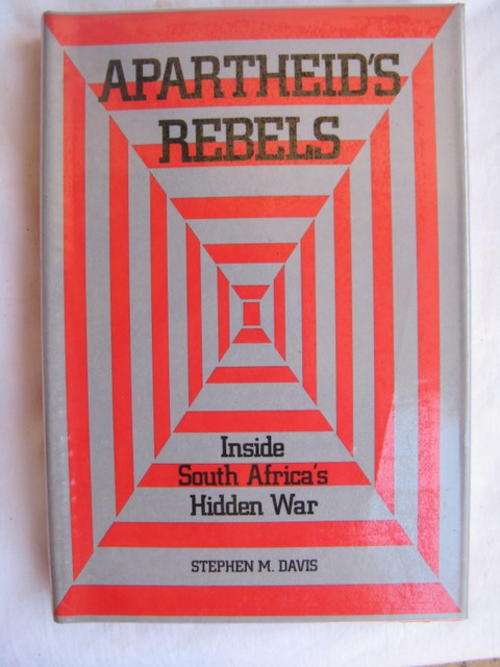 APARTHEID'S
REBELS
Inside
South Africa's
Hidden War
STEPHEN M. DAVIS